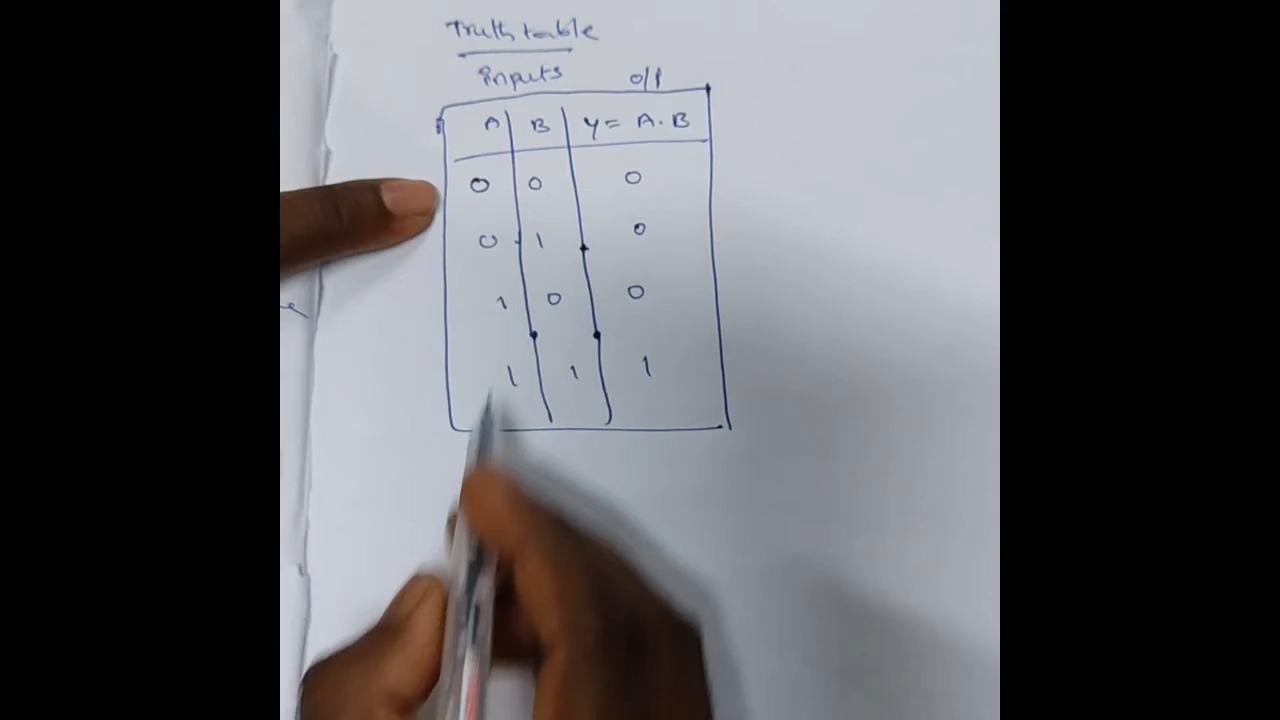 Truth table
inputs o/p
A B Y = A . B
0 0 0
0 1 0
1 0 0
1 1 1